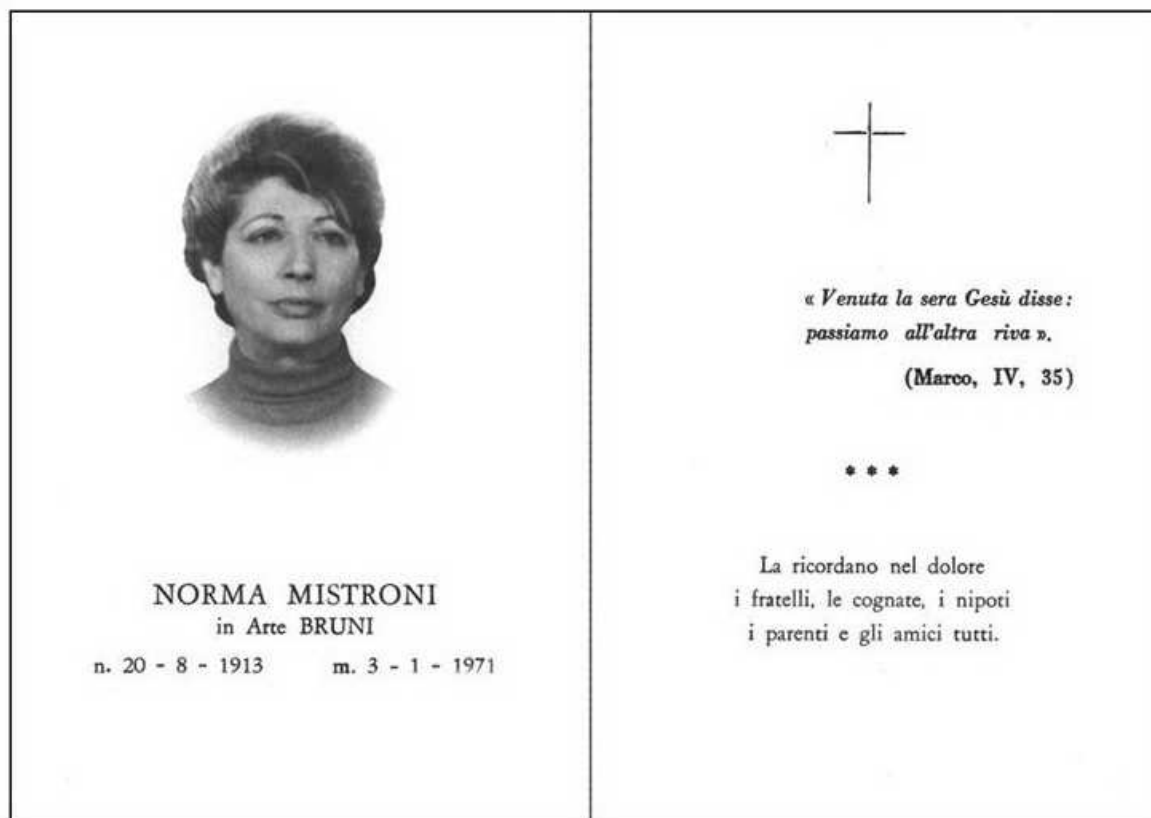 NORMA MISTRONI
in Arte BRUNI
n. 20 - 8 - 1913 m. 3 - 1 - 1971
« Venuta la sera Gesù disse:
passiamo all'altra riva ».
(Marco, IV, 35)
* * *
La ricordano nel dolore
i fratelli, le cognate, i nipoti
i parenti e gli amici tutti.